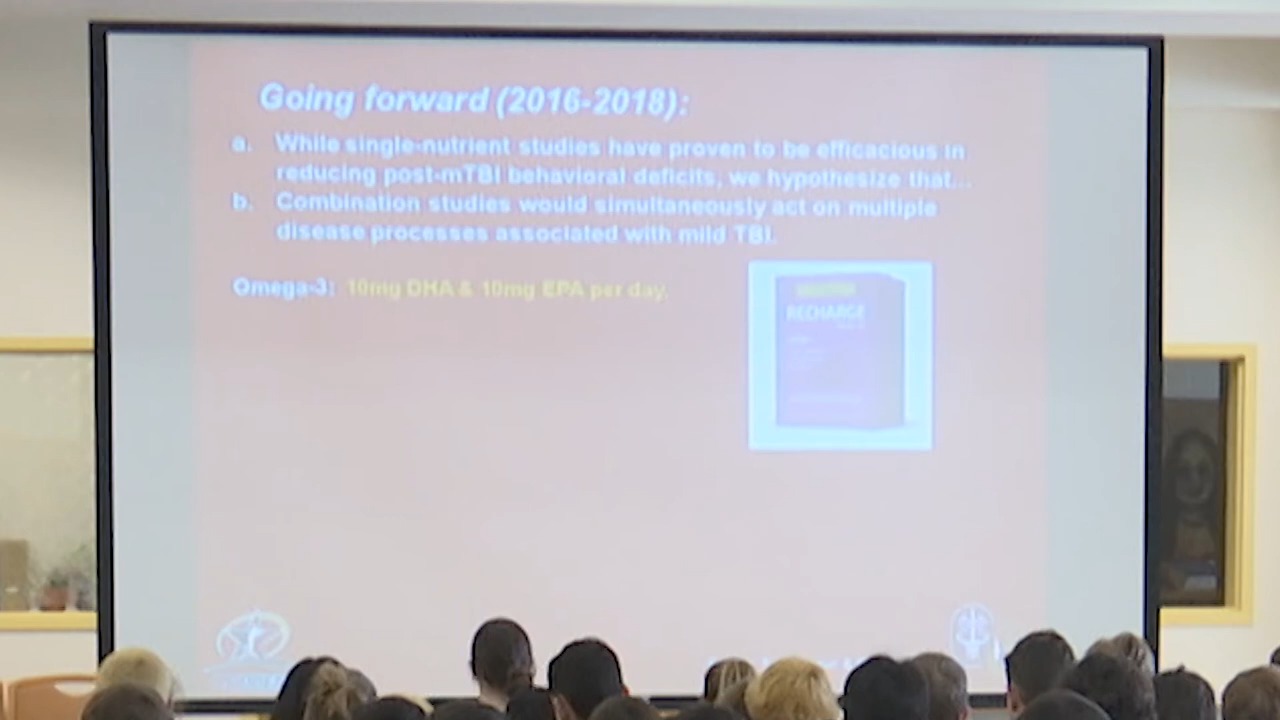 Going forward (2016-2018):
a. While single-nutrient studies have proven to be efficacious in
reducing post-mTBI behavioral deficits, we hypothesize that...
b. Combination studies would simultaneously act on multiple
disease processes associated with mild TBI.
Omega-3: 10mg DHA & 10mg EPA per day.
RECHARGE